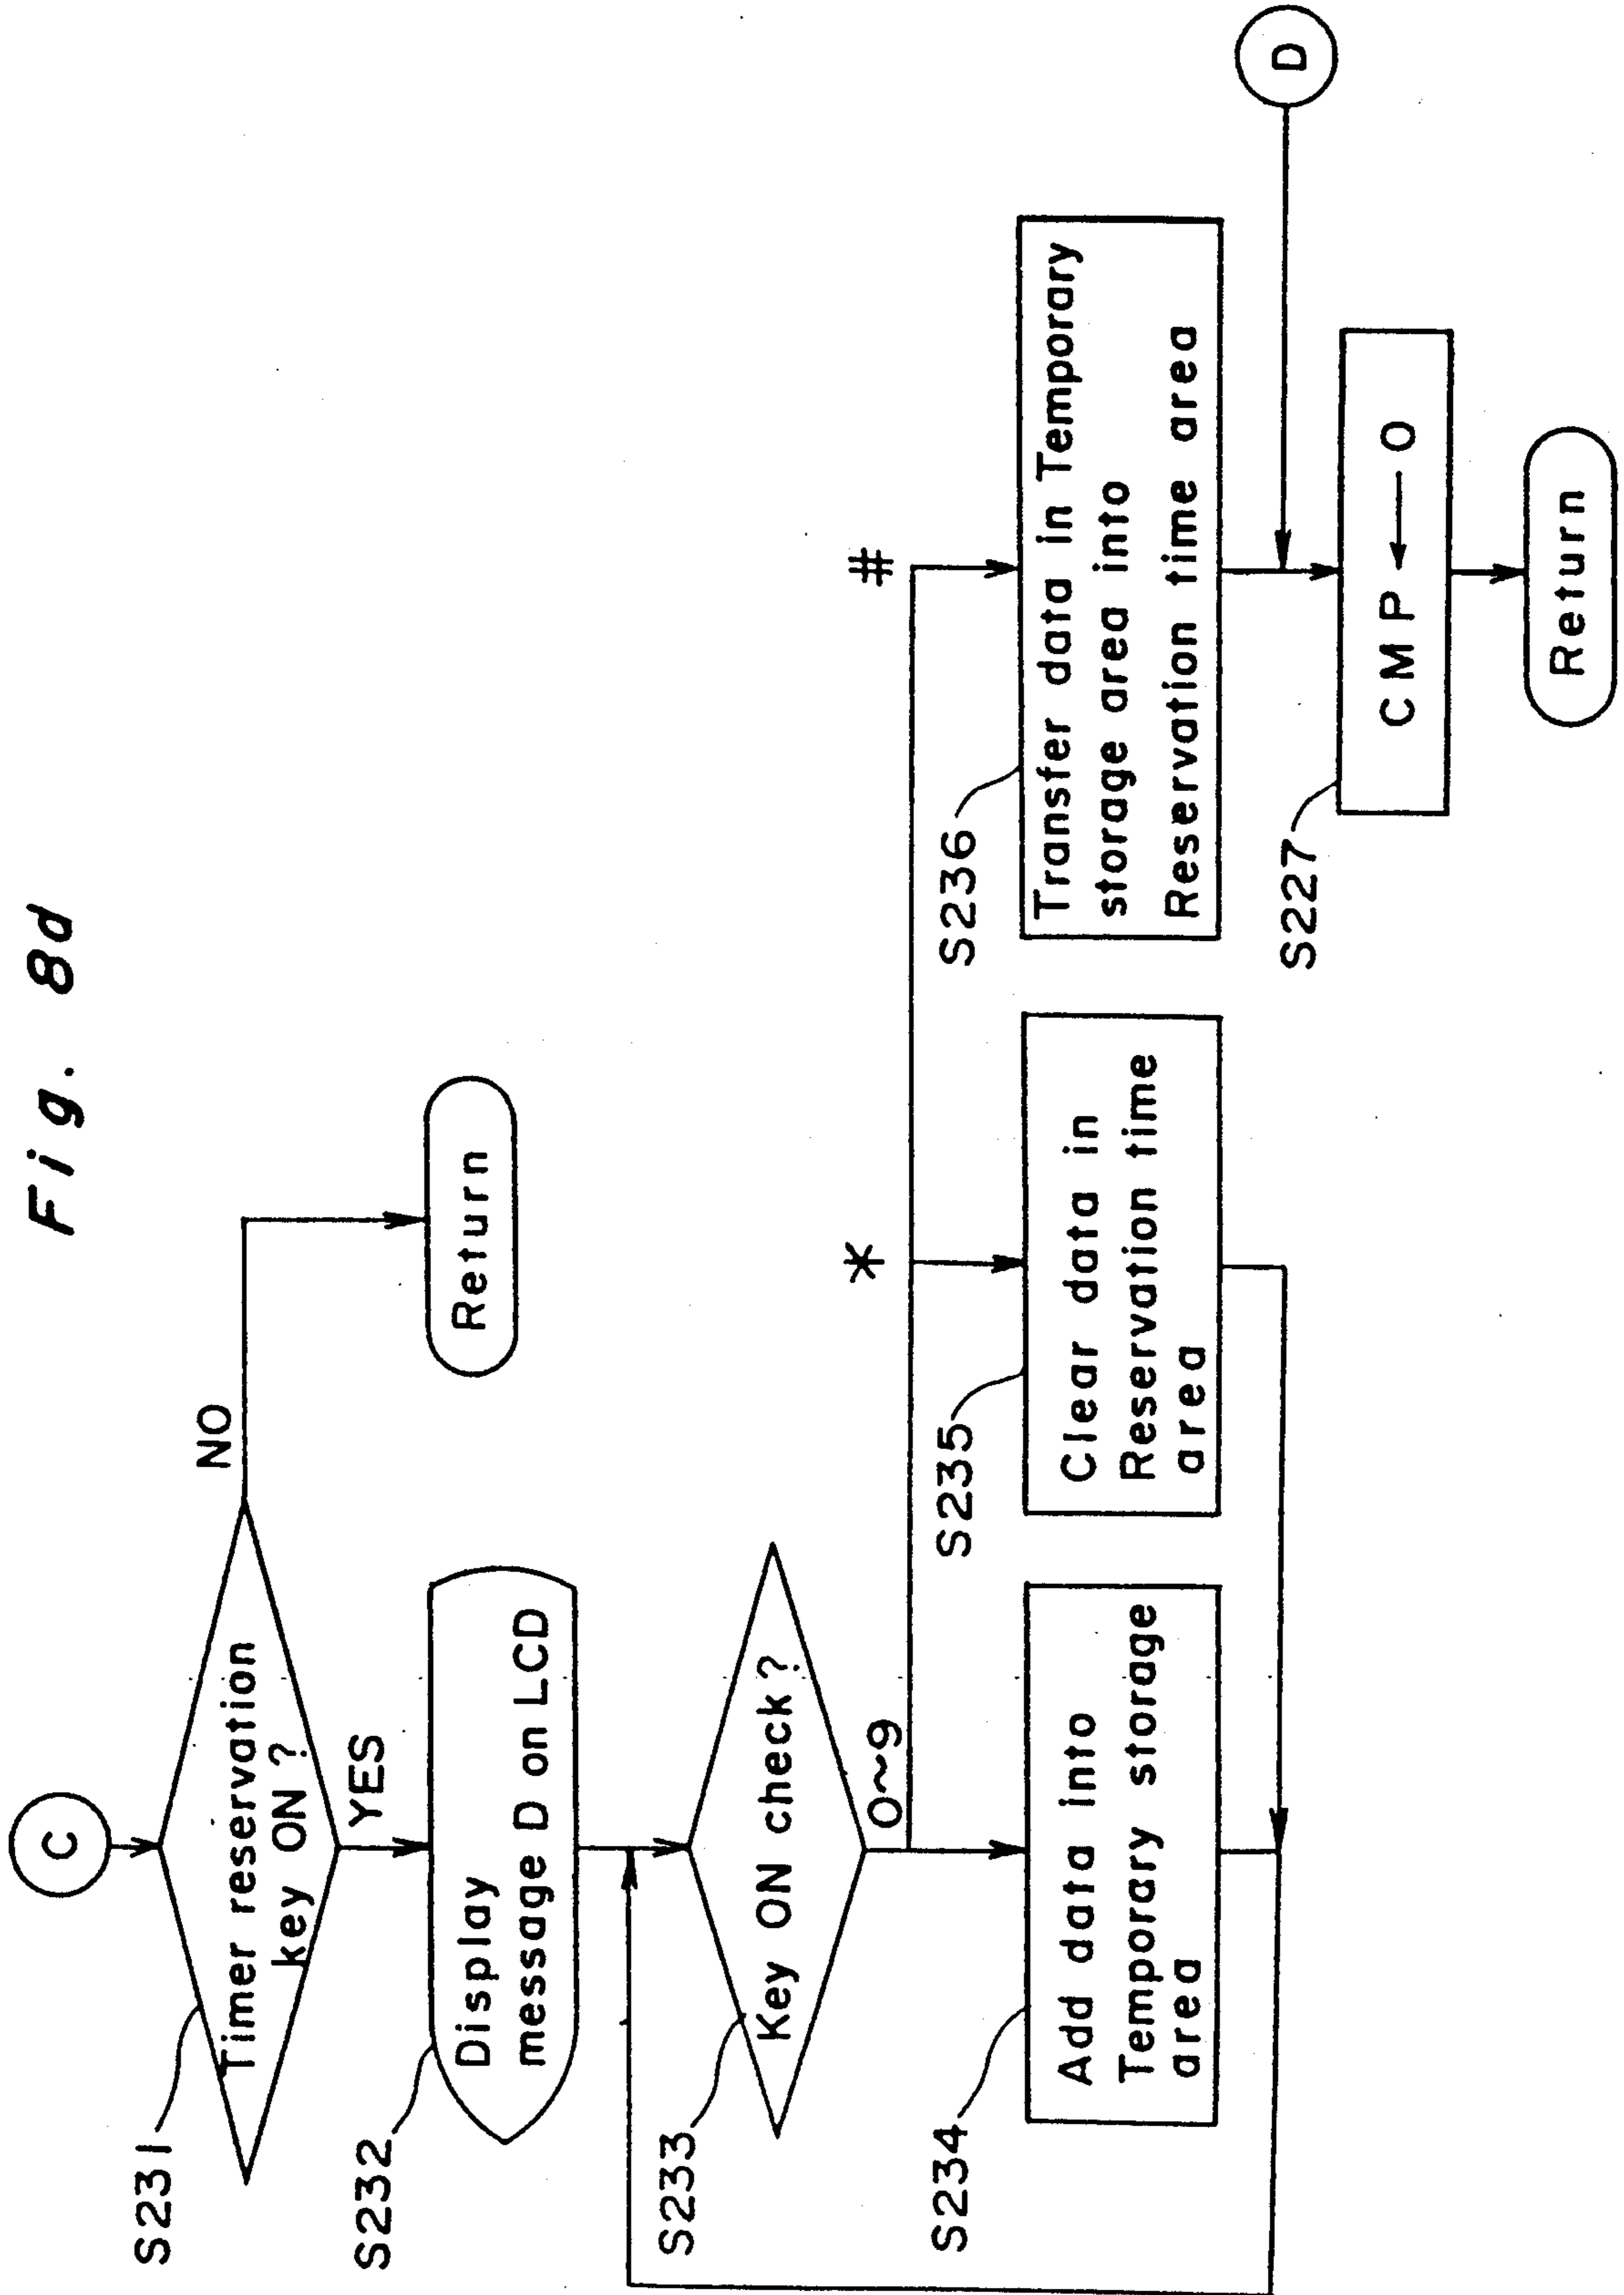 Fig. 8d
C
S231
Timer reservation
key ON?
NO
Return
YES
S232
Display
message D on LCD
S233
Key ON check?
0~9
*
#
S234
Add data into
Temporary storage
area
S235
Clear data in
Reservation time
area
S236
Transfer data in Temporary
storage area into
Reservation time area
D
S227
CMP ← 0
Return